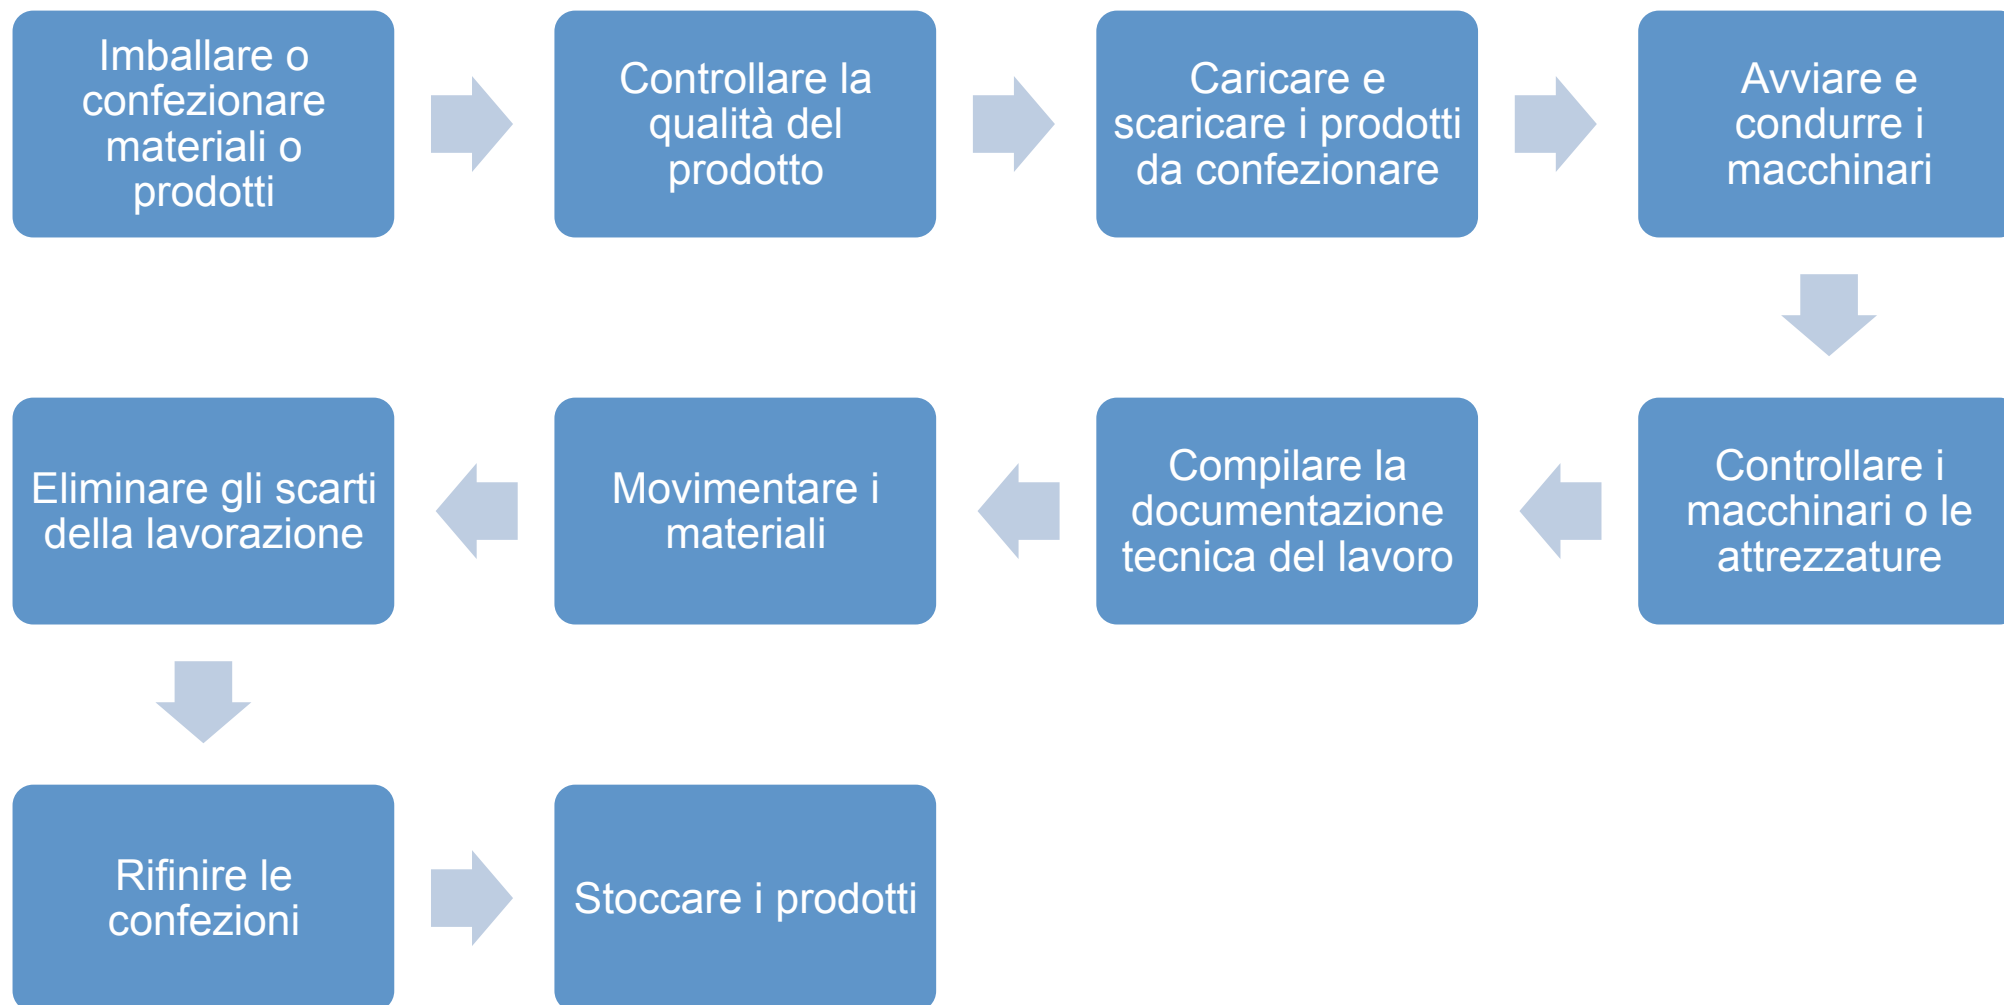 Imballare o
confezionare
materiali o
prodotti
Controllare la
qualità del
prodotto
Caricare e
scaricare i prodotti
da confezionare
Avviare e
condurre i
macchinari
Controllare i
macchinari o le
attrezzature
Compilare la
documentazione
tecnica del lavoro
Movimentare i
materiali
Eliminare gli scarti
della lavorazione
Rifinire le
confezioni
Stoccare i prodotti